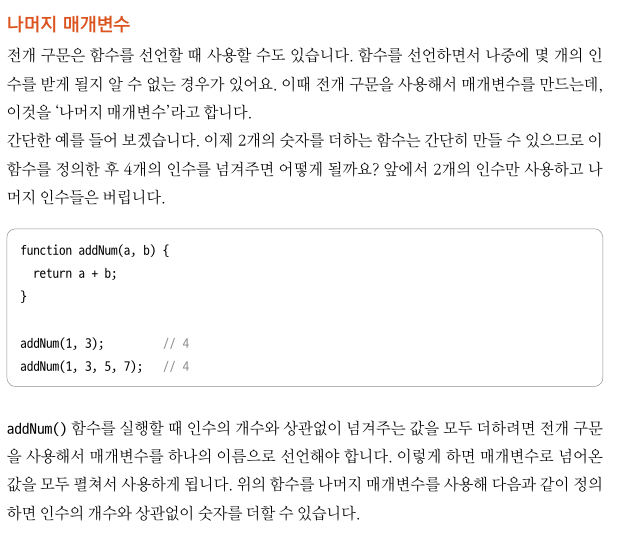 나머지 매개변수
전개 구문은 함수를 선언할 때 사용할 수도 있습니다. 함수를 선언하면서 나중에 몇 개의 인
수를 받게 될지 알 수 없는 경우가 있어요. 이때 전개 구문을 사용해서 매개변수를 만드는데,
이것을 ‘나머지 매개변수’라고 합니다.
간단한 예를 들어 보겠습니다. 이제 2개의 숫자를 더하는 함수는 간단히 만들 수 있으므로 이
함수를 정의한 후 4개의 인수를 넘겨주면 어떻게 될까요? 앞에서 2개의 인수만 사용하고 나
머지 인수들은 버립니다.
function addNum(a, b) {
  return a + b;
}
addNum(1, 3);         // 4
addNum(1, 3, 5, 7);   // 4
addNum() 함수를 실행할 때 인수의 개수와 상관없이 넘겨주는 값을 모두 더하려면 전개 구문
을 사용해서 매개변수를 하나의 이름으로 선언해야 합니다. 이렇게 하면 매개변수로 넘어온
값을 모두 펼쳐서 사용하게 됩니다. 위의 함수를 나머지 매개변수를 사용해 다음과 같이 정의
하면 인수의 개수와 상관없이 숫자를 더할 수 있습니다.